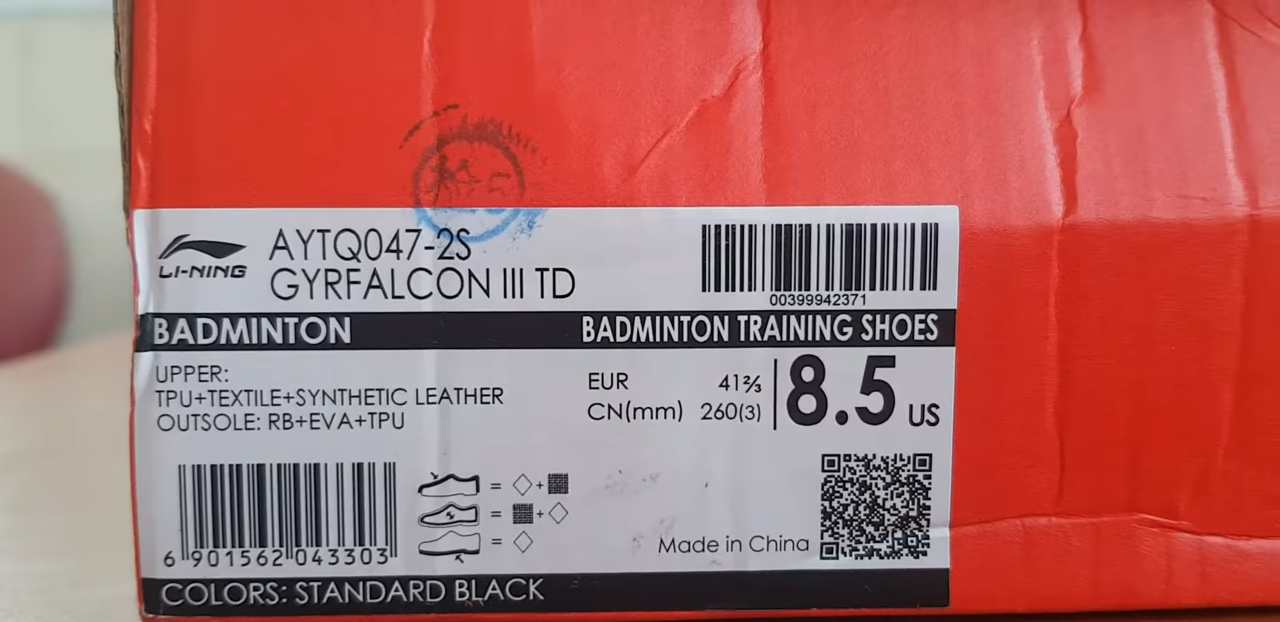 LI-NING
AYTQ047-2S
GYRFALCON III TD
00399942371
BADMINTON
BADMINTON TRAINING SHOES
UPPER:
TPU+TEXTILE+SYNTHETIC LEATHER
OUTSOLE: RB+EVA+TPU
EUR 41⅔
CN(mm) 260(3)
8.5 US
6 901562 043303
= ◇+▦
= ▦+◇
= ◇
Made in China
COLORS: STANDARD BLACK